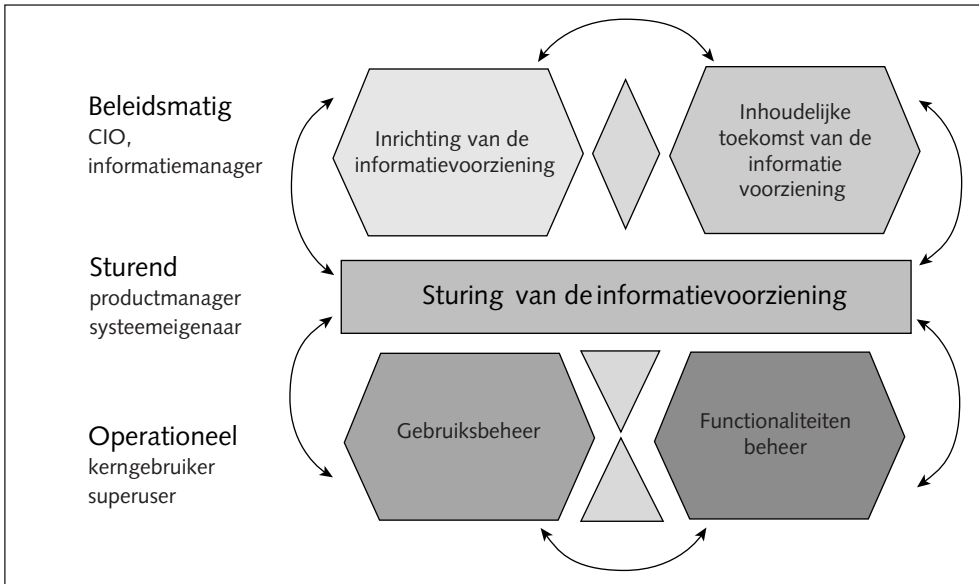 Beleidsmatig
CIO,
informatiemanager
Inrichting van de
informatievoorziening
Inhoudelijke
toekomst van de
informatie
voorziening
Sturend
productmanager
systeemeigenaar
Sturing van de informatievoorziening
Operationeel
kerngebruiker
superuser
Gebruiksbeheer
Functionaliteiten
beheer